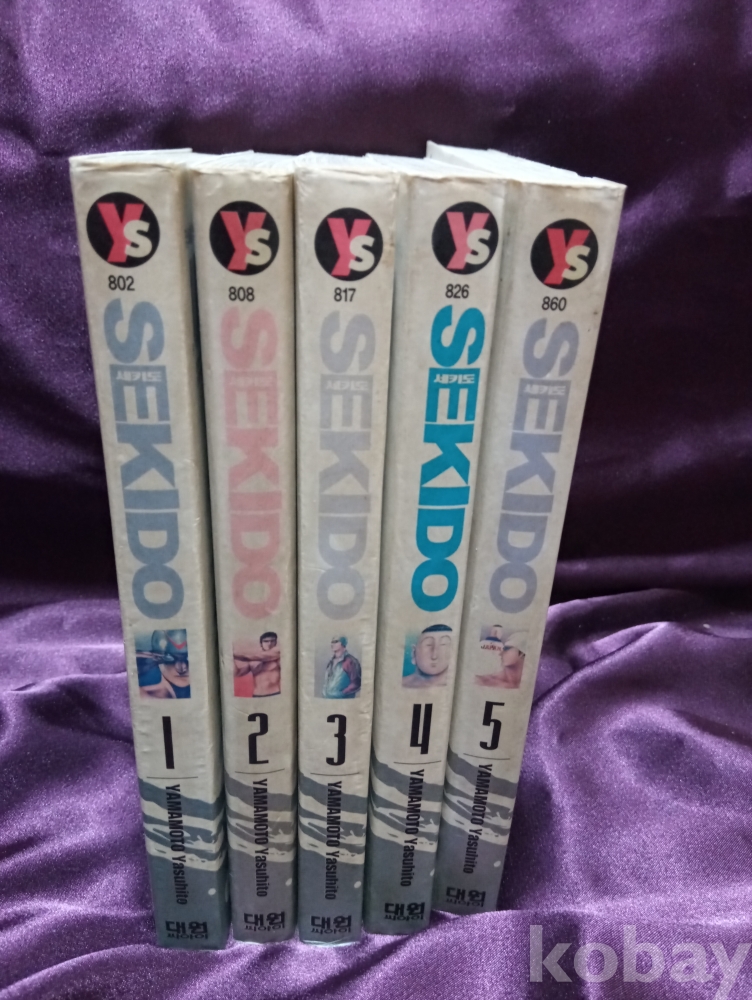 YS
802
SEKIDO
세키도
1
YAMAMOTO Yasuhito
대원
YS
808
SEKIDO
세키도
2
YAMAMOTO Yasuhito
대원
YS
817
SEKIDO
세키도
3
YAMAMOTO Yasuhito
대원
YS
826
SEKIDO
세키도
4
YAMAMOTO Yasuhito
대원
YS
860
SEKIDO
세키도
5
YAMAMOTO Yasuhito
대원
kobay